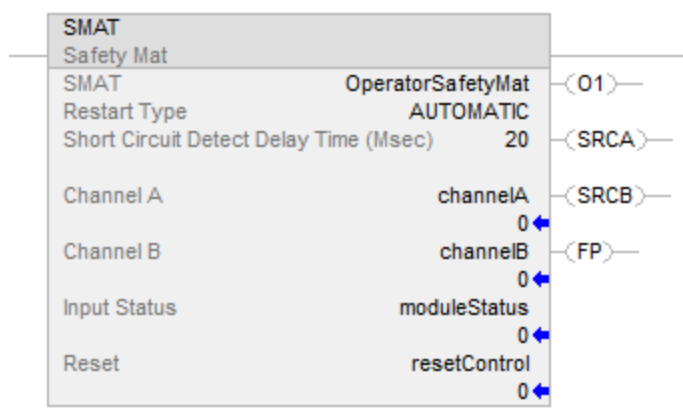 SMAT
Safety Mat
SMAT OperatorSafetyMat O1
Restart Type AUTOMATIC
Short Circuit Detect Delay Time (Msec) 20 SRCA
Channel A channelA SRCB
0
Channel B channelB FP
0
Input Status moduleStatus
0
Reset resetControl
0